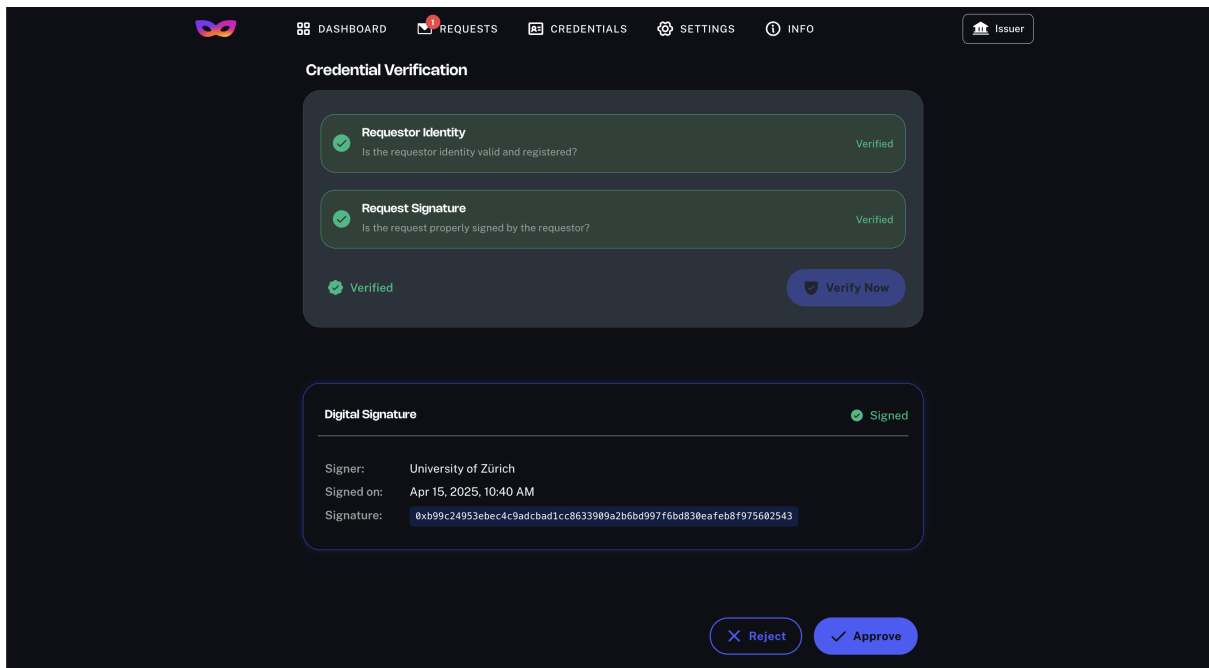 DASHBOARD 1 REQUESTS CREDENTIALS SETTINGS INFO Issuer
Credential Verification
Requestor Identity
Is the requestor identity valid and registered?
Verified
Request Signature
Is the request properly signed by the requestor?
Verified
Verified
Verify Now
Digital Signature
Signed
Signer: University of Zürich
Signed on: Apr 15, 2025, 10:40 AM
Signature: 0xb99c24953ebec4c9adcbad1cc8633909a2b6bd997f6bd830eafeb8f975602543
Reject Approve